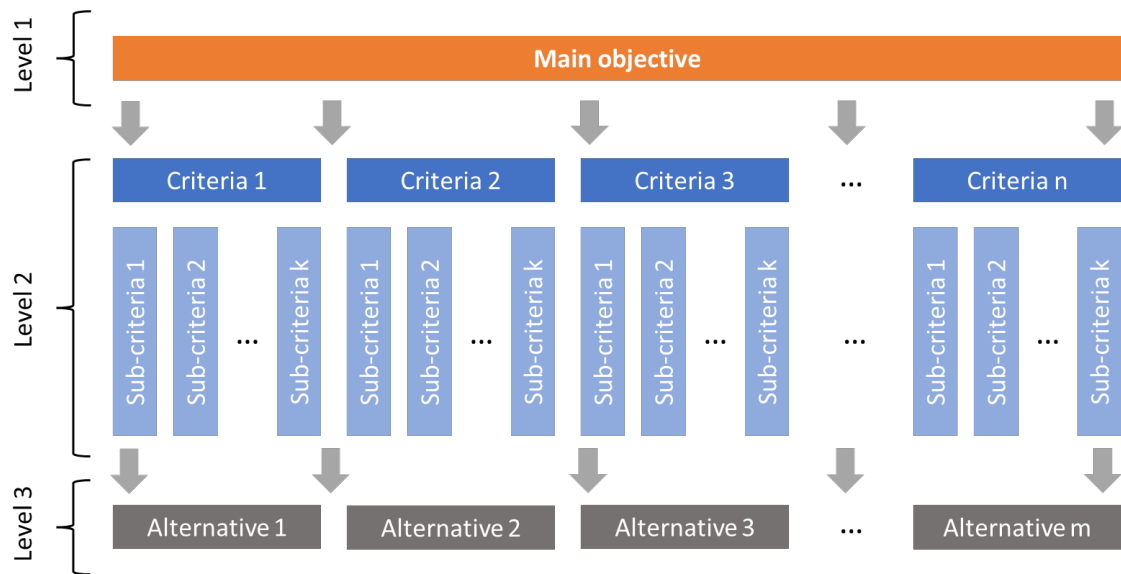 Level 1
Main objective
Level 2
Criteria 1
Criteria 2
Criteria 3
...
Criteria n
Sub-criteria 1
Sub-criteria 2
...
Sub-criteria k
Sub-criteria 1
Sub-criteria 2
...
Sub-criteria k
Sub-criteria 1
Sub-criteria 2
...
Sub-criteria k
...
Sub-criteria 1
Sub-criteria 2
...
Sub-criteria k
Level 3
Alternative 1
Alternative 2
Alternative 3
...
Alternative m